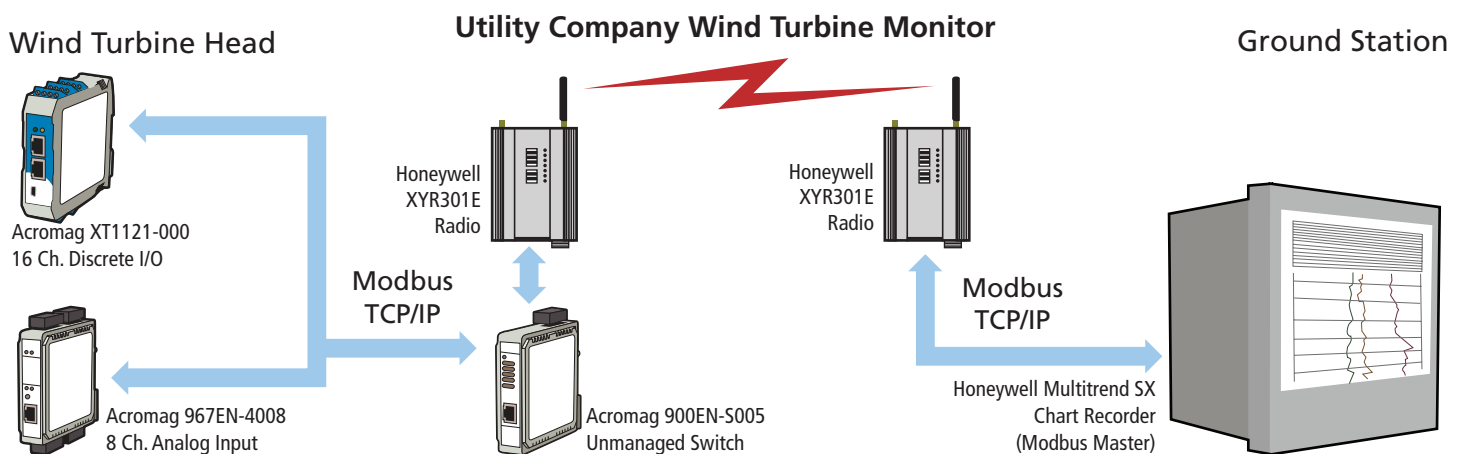 Utility Company Wind Turbine Monitor
Wind Turbine Head
Ground Station
Acromag XT1121-000
16 Ch. Discrete I/O
Honeywell
XYR301E
Radio
Honeywell
XYR301E
Radio
Modbus
TCP/IP
Modbus
TCP/IP
Acromag 967EN-4008
8 Ch. Analog Input
Acromag 900EN-S005
Unmanaged Switch
Honeywell Multitrend SX
Chart Recorder
(Modbus Master)